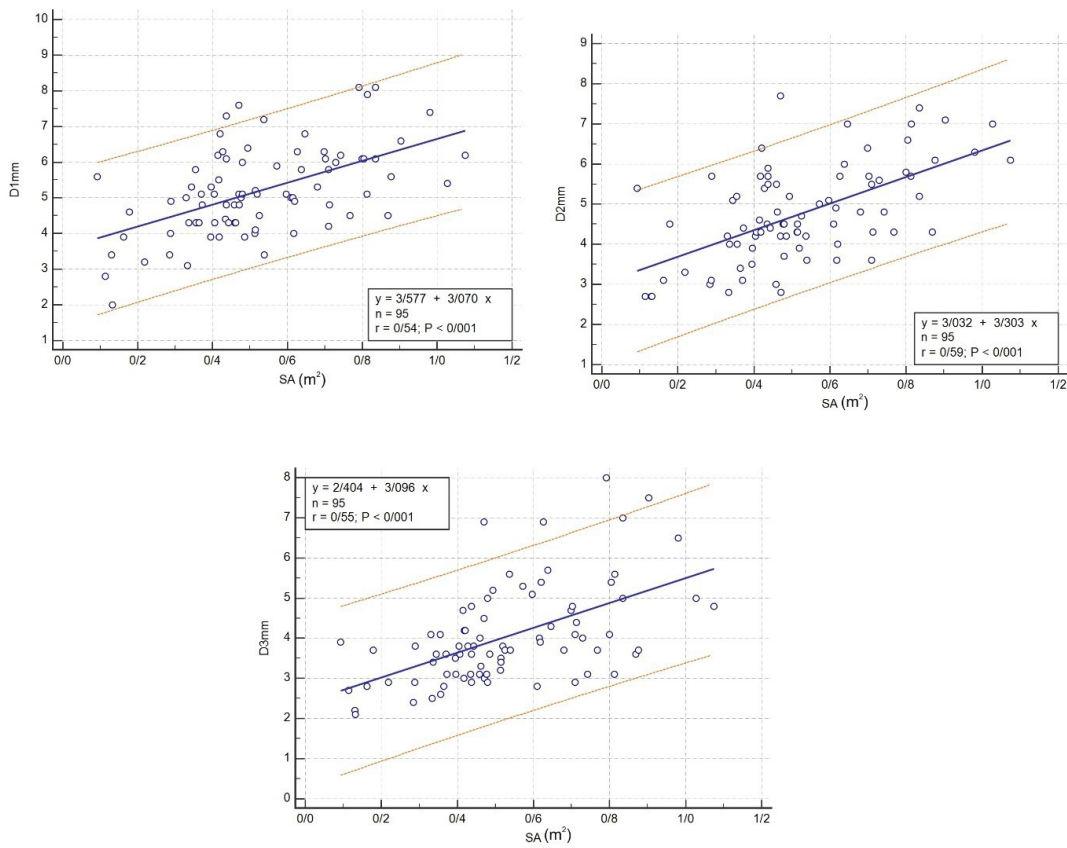 10
9
8
7
6
5
4
3
2
1
D1mm
0/0 0/2 0/4 0/6 0/8 1/0 1/2
SA (m²)
y = 3/577 + 3/070 x
n = 95
r = 0/54; P < 0/001
9
8
7
6
5
4
3
2
1
D2mm
0/0 0/2 0/4 0/6 0/8 1/0 1/2
SA (m²)
y = 3/032 + 3/303 x
n = 95
r = 0/59; P < 0/001
8
7
6
5
4
3
2
1
0
D3mm
y = 2/404 + 3/096 x
n = 95
r = 0/55; P < 0/001
0/0 0/2 0/4 0/6 0/8 1/0 1/2
SA (m²)